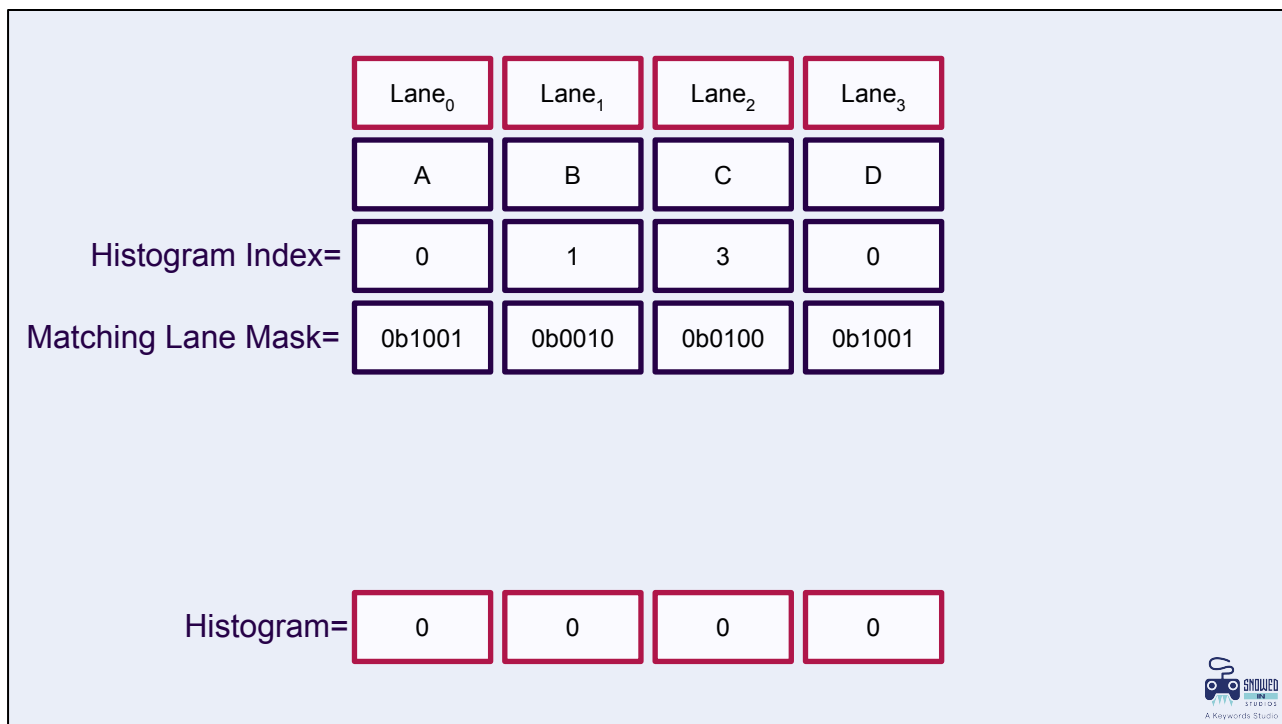 Lane0 Lane1 Lane2 Lane3
A B C D
Histogram Index= 0 1 3 0
Matching Lane Mask= 0b1001 0b0010 0b0100 0b1001
Histogram= 0 0 0 0
SNOWED
IN
STUDIOS
A Keywords Studio